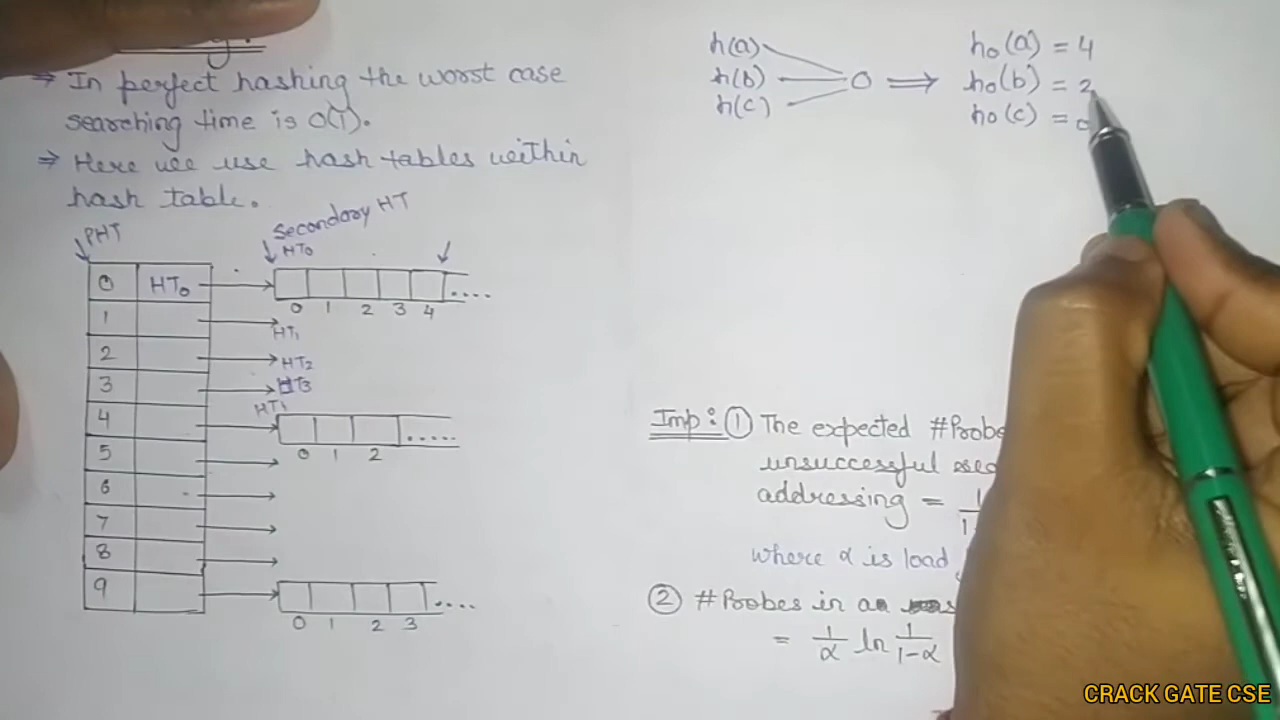 ⇒ In perfect hashing the worst case
searching time is O(1).
⇒ Here we use hash tables within
hash table.
PHT
Secondary HT
HT0
0 HT0
0 1 2 3 4
1
HT1
2
HT2
3
HT3
4
0 1 2
5
6
7
8
9
0 1 2 3
h(a)
h(b) 0 ⇒
h(c)
h0(a) = 4
h0(b) = 2
h0(c) =
Imp: ① The expected
unsuccessful
addressing =
where α is load
② #Probes in
= 1/α ln 1/1-α
CRACK GATE CSE